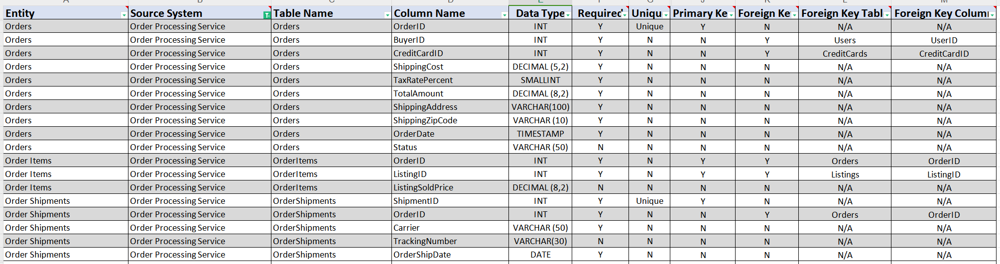 Entity Source System Table Name Column Name Data Type Required Uniqu Primary Ke Foreign Ke Foreign Key Tabl Foreign Key Colum
Orders Order Processing Service Orders OrderID INT Y Unique Y N N/A N/A
Orders Order Processing Service Orders BuyerID INT Y N N Y Users UserID
Orders Order Processing Service Orders CreditCardID INT Y N N Y CreditCards CreditCardID
Orders Order Processing Service Orders ShippingCost DECIMAL (5,2) Y N N N N/A N/A
Orders Order Processing Service Orders TaxRatePercent SMALLINT Y N N N N/A N/A
Orders Order Processing Service Orders TotalAmount DECIMAL (8,2) Y N N N N/A N/A
Orders Order Processing Service Orders ShippingAddress VARCHAR(100) Y N N N N/A N/A
Orders Order Processing Service Orders ShippingZipCode VARCHAR (10) Y N N N N/A N/A
Orders Order Processing Service Orders OrderDate TIMESTAMP Y N N N N/A N/A
Orders Order Processing Service Orders Status VARCHAR (50) N N N N N/A N/A
Order Items Order Processing Service OrderItems OrderID INT Y N Y Y Orders OrderID
Order Items Order Processing Service OrderItems ListingID INT Y N Y Y Listings ListingID
Order Items Order Processing Service OrderItems ListingSoldPrice DECIMAL (8,2) N N N N N/A N/A
Order Shipments Order Processing Service OrderShipments ShipmentID INT Y Unique Y N N/A N/A
Order Shipments Order Processing Service OrderShipments OrderID INT Y N N Y Orders OrderID
Order Shipments Order Processing Service OrderShipments Carrier VARCHAR (50) Y N N N N/A N/A
Order Shipments Order Processing Service OrderShipments TrackingNumber VARCHAR(30) N N N N N/A N/A
Order Shipments Order Processing Service OrderShipments OrderShipDate DATE Y N N N N/A N/A